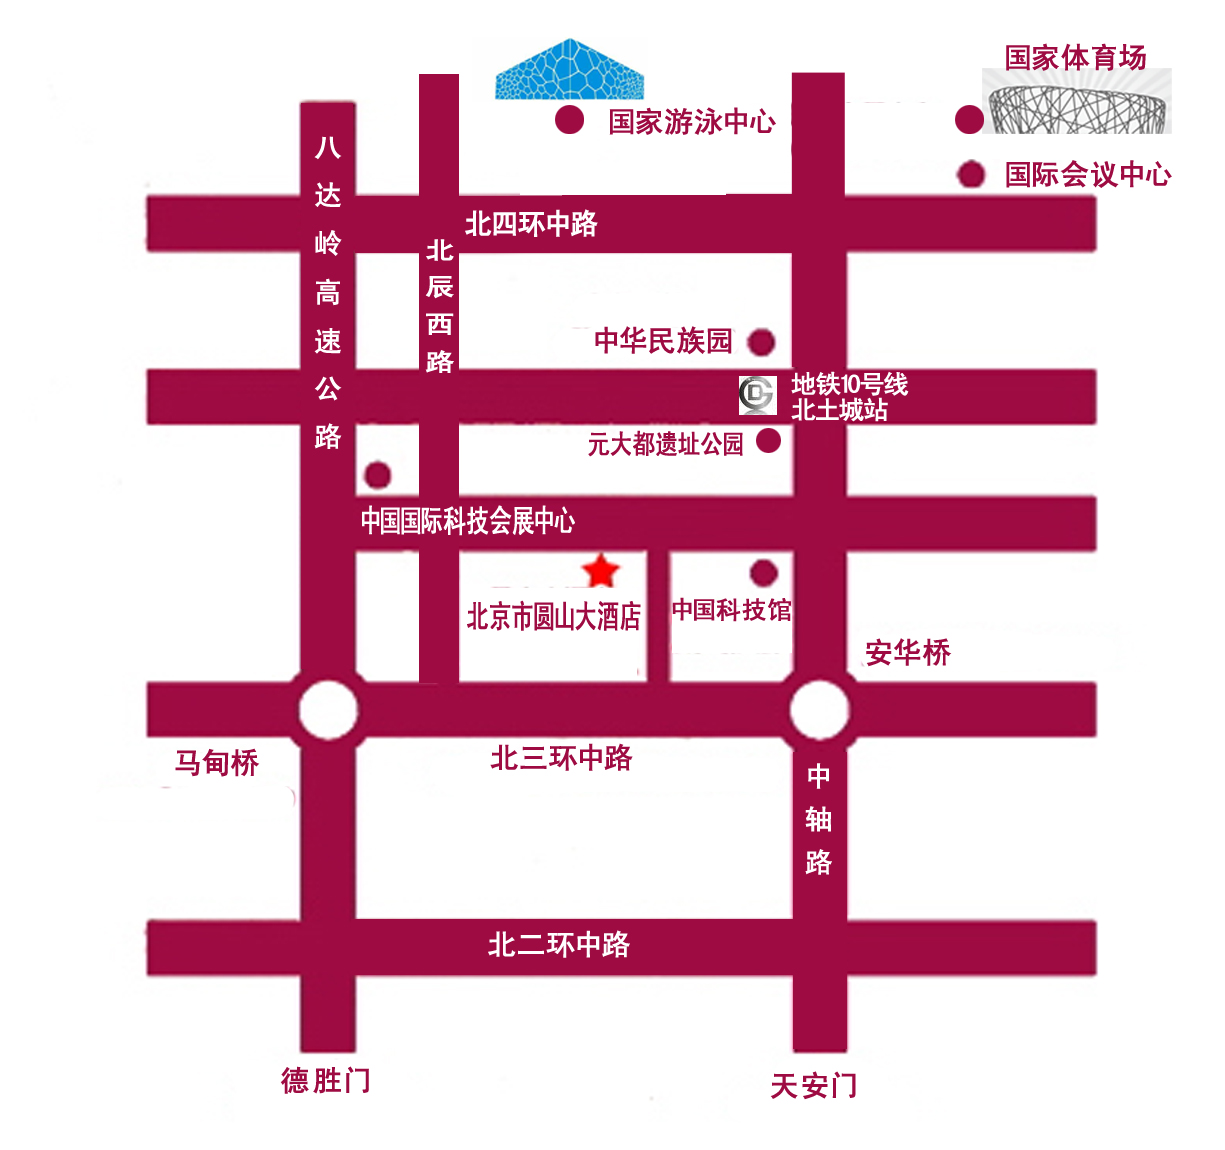 国家体育场
国家游泳中心
国际会议中心
八达岭高速公路
北四环中路
北辰西路
中华民族园
地铁10号线
北土城站
元大都遗址公园
中国国际科技会展中心
北京市圆山大酒店
中国科技馆
安华桥
马甸桥
北三环中路
中轴路
北二环中路
德胜门
天安门